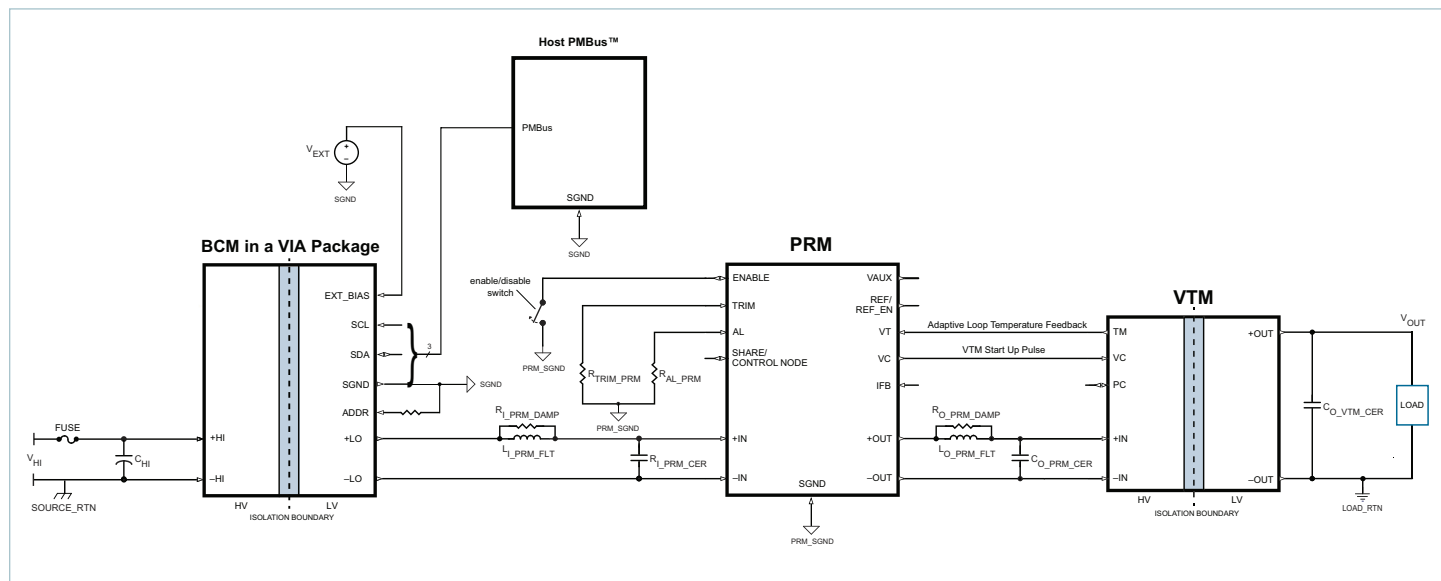 Host PMBus™
PMBus
SGND
SGND
V_EXT
SGND
BCM in a VIA Package
EXT_BIAS
SCL
SDA
SGND
ADDR
+LO
–LO
+HI
–HI
3
SGND
FUSE
V_HI
C_HI
SOURCE_RTN
HV
LV
ISOLATION BOUNDARY
R_I_PRM_DAMP
L_I_PRM_FLT
R_I_PRM_CER
enable/disable
switch
PRM_SGND
R_TRIM_PRM
R_AL_PRM
PRM_SGND
PRM
ENABLE
TRIM
AL
SHARE/
CONTROL NODE
+IN
–IN
VAUX
REF/
REF_EN
VT
VC
IFB
+OUT
–OUT
SGND
PRM_SGND
Adaptive Loop Temperature Feedback
VTM Start Up Pulse
R_O_PRM_DAMP
L_O_PRM_FLT
C_O_PRM_CER
VTM
TM
VC
PC
+IN
–IN
+OUT
–OUT
HV
LV
ISOLATION BOUNDARY
V_OUT
C_O_VTM_CER
LOAD
LOAD_RTN